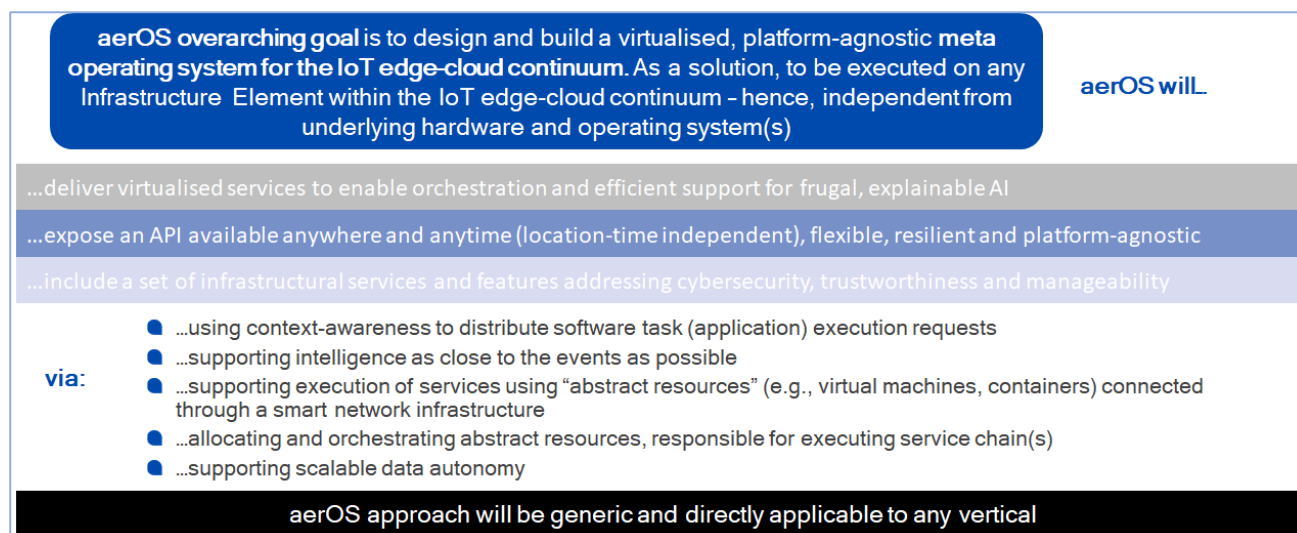 aerOS overarching goal is to design and build a virtualised, platform-agnostic meta
operating system for the IoT edge-cloud continuum. As a solution, to be executed on any
Infrastructure Element within the IoT edge-cloud continuum – hence, independent from
underlying hardware and operating system(s)
aerOS will...
...deliver virtualised services to enable orchestration and efficient support for frugal, explainable AI
...expose an API available anywhere and anytime (location-time independent), flexible, resilient and platform-agnostic
...include a set of infrastructural services and features addressing cybersecurity, trustworthiness and manageability
via:
...using context-awareness to distribute software task (application) execution requests
...supporting intelligence as close to the events as possible
...supporting execution of services using “abstract resources” (e.g., virtual machines, containers) connected
through a smart network infrastructure
...allocating and orchestrating abstract resources, responsible for executing service chain(s)
...supporting scalable data autonomy
aerOS approach will be generic and directly applicable to any vertical